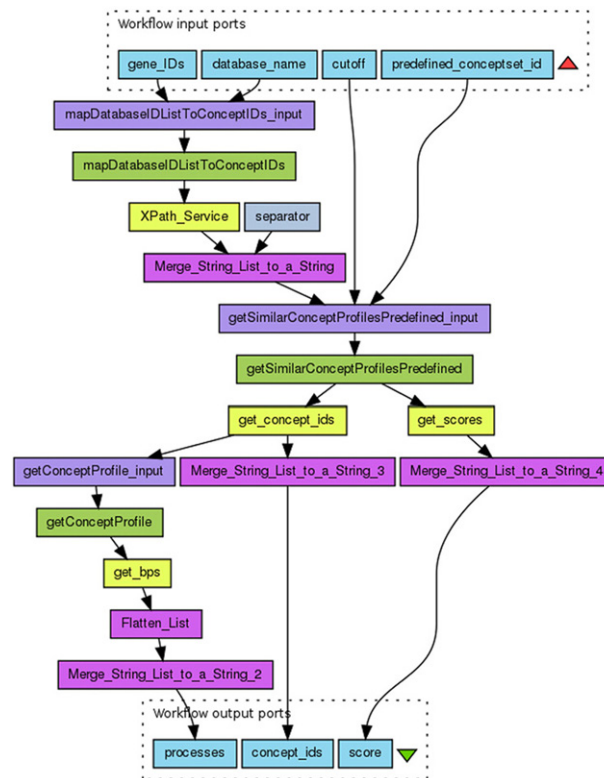 Workflow input ports
gene_IDs database_name cutoff predefined_conceptset_id
mapDatabaseIDListToConceptIDs_input
mapDatabaseIDListToConceptIDs
XPath_Service separator
Merge_String_List_to_a_String
getSimilarConceptProfilesPredefined_input
getSimilarConceptProfilesPredefined
get_concept_ids get_scores
getConceptProfile_input Merge_String_List_to_a_String_3 Merge_String_List_to_a_String_4
getConceptProfile
get_bps
Flatten_List
Merge_String_List_to_a_String_2
Workflow output ports
processes concept_ids score